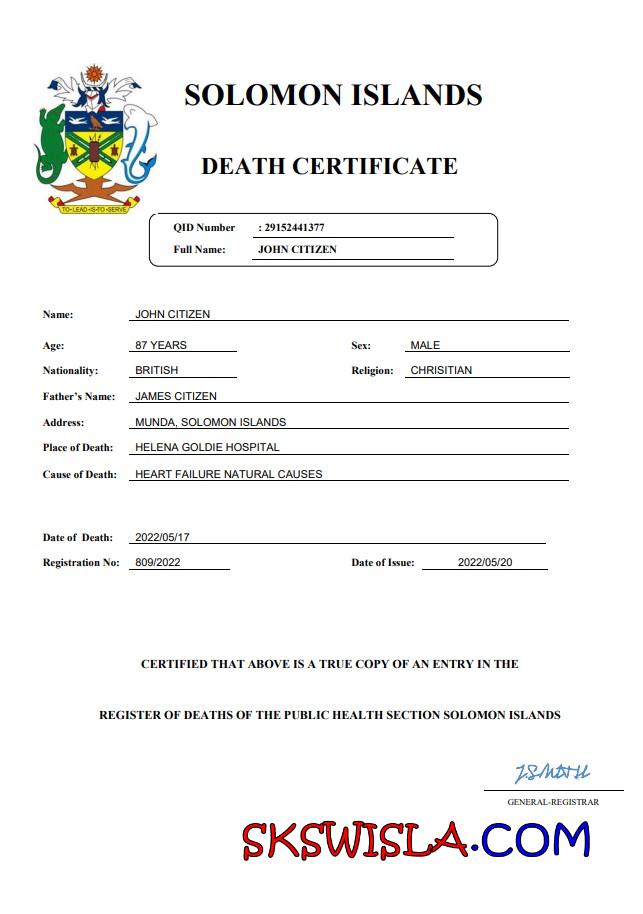 SOLOMON ISLANDS
DEATH CERTIFICATE
TO•LEAD•IS•TO•SERVE
QID Number : 29152441377
Full Name: JOHN CITIZEN
Name: JOHN CITIZEN
Age: 87 YEARS Sex: MALE
Nationality: BRITISH Religion: CHRISITIAN
Father's Name: JAMES CITIZEN
Address: MUNDA, SOLOMON ISLANDS
Place of Death: HELENA GOLDIE HOSPITAL
Cause of Death: HEART FAILURE NATURAL CAUSES
Date of Death: 2022/05/17
Registration No: 809/2022 Date of Issue: 2022/05/20
CERTIFIED THAT ABOVE IS A TRUE COPY OF AN ENTRY IN THE
REGISTER OF DEATHS OF THE PUBLIC HEALTH SECTION SOLOMON ISLANDS
J.SMITH
GENERAL-REGISTRAR
SKSWISLA.COM